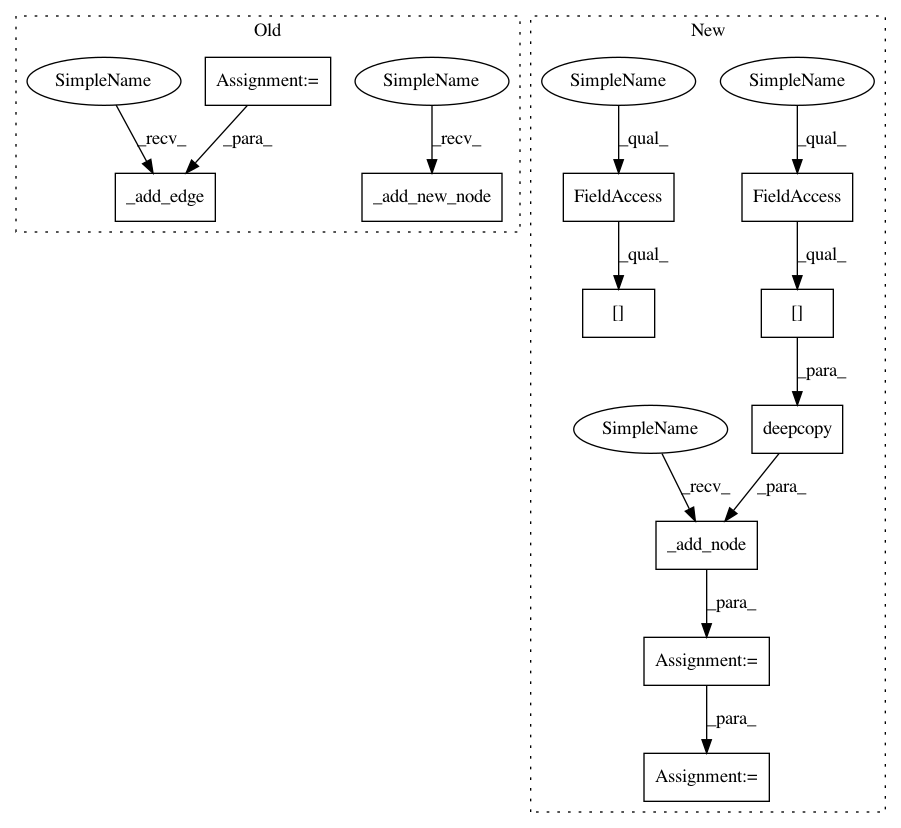 Old
New
SimpleName
Assignment:=
SimpleName
SimpleName
SimpleName
_recv_
_para_
_recv_
_qual_
_qual_
_add_edge
_add_new_node
FieldAccess
FieldAccess
_qual_
_qual_
[]
[]
_para_
SimpleName
deepcopy
_recv_
_para_
_add_node
_para_
Assignment:=
_para_
Assignment:=